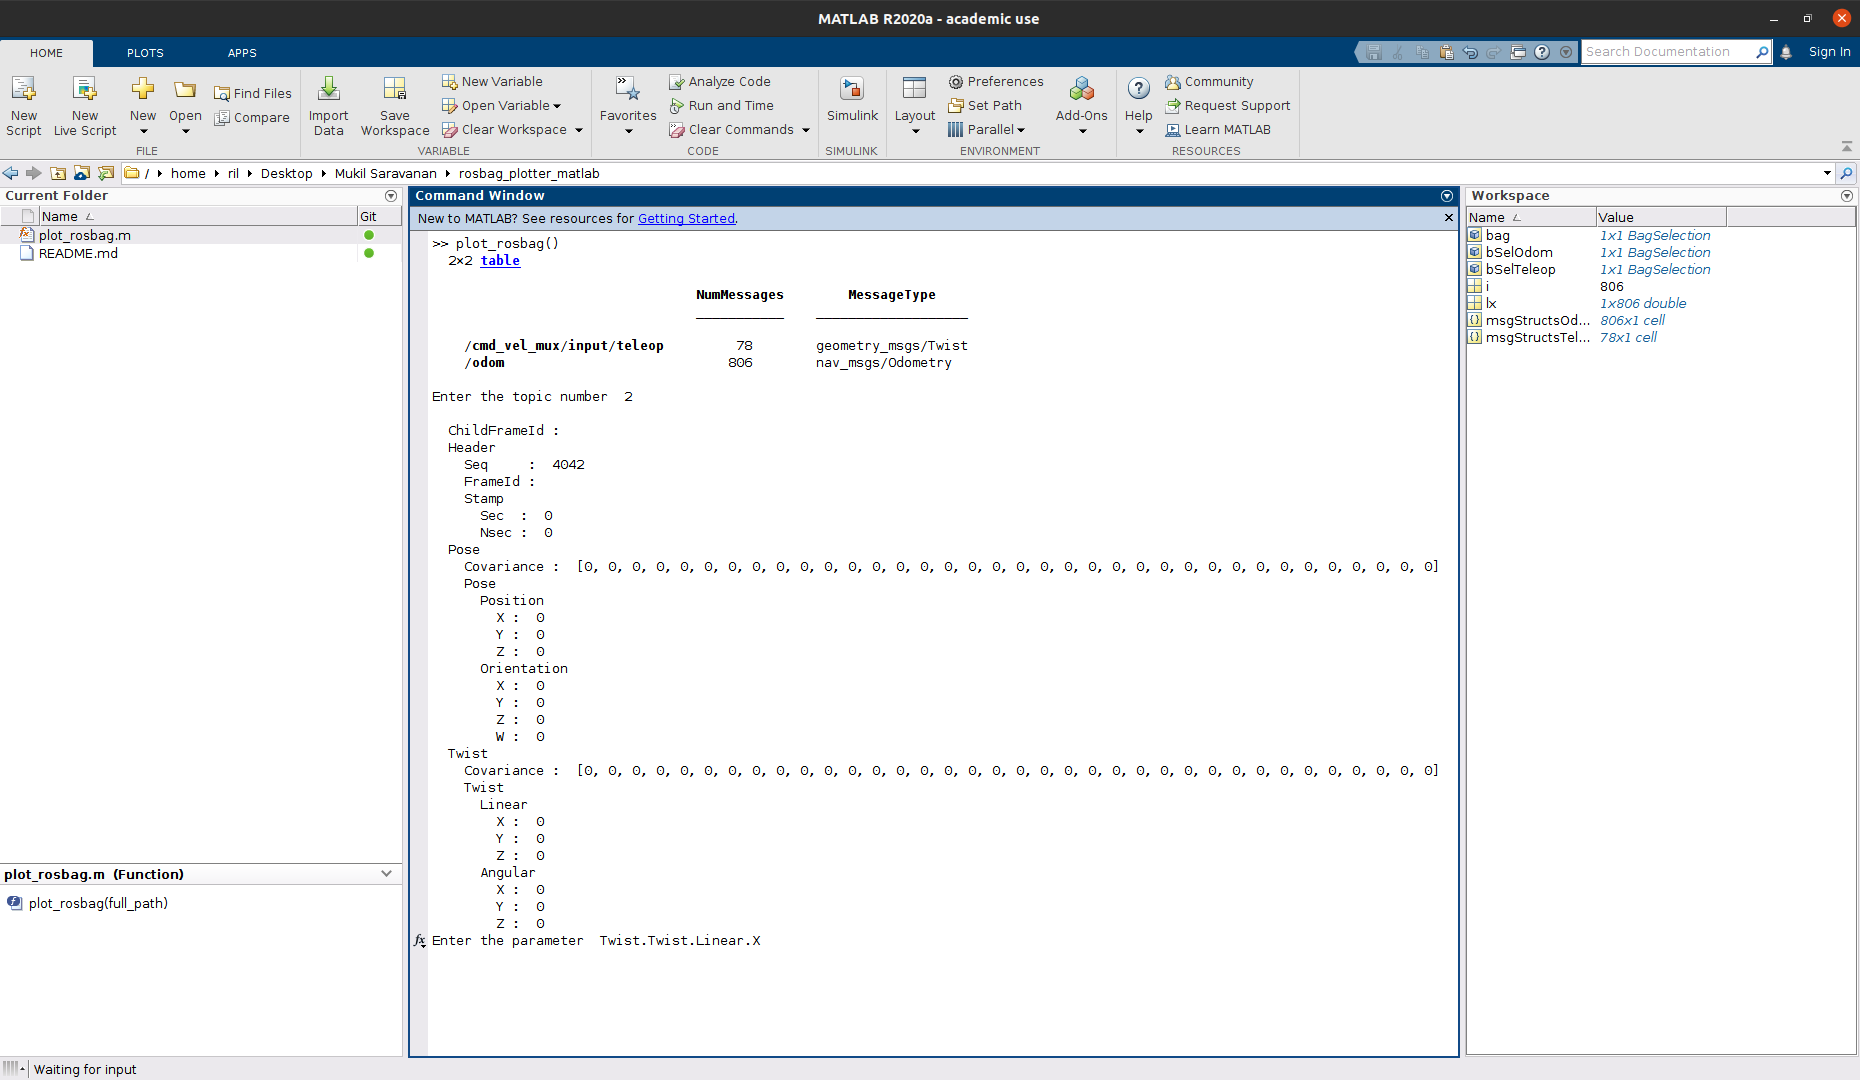 MATLAB R2020a - academic use
HOME PLOTS APPS
Search Documentation
Sign In
New Script
New Live Script
New
Open
Find Files
Compare
FILE
Import Data
Save Workspace
New Variable
Open Variable
Clear Workspace
VARIABLE
Favorites
Analyze Code
Run and Time
Clear Commands
CODE
Simulink
SIMULINK
Layout
Preferences
Set Path
Parallel
Add-Ons
ENVIRONMENT
Help
Community
Request Support
Learn MATLAB
RESOURCES
/ home ril Desktop Mukil Saravanan rosbag_plotter_matlab
Current Folder
Name Git
plot_rosbag.m
README.md
plot_rosbag.m (Function)
plot_rosbag(full_path)
Command Window
New to MATLAB? See resources for Getting Started.
>> plot_rosbag()
2×2 table
NumMessages MessageType
/cmd_vel_mux/input/teleop 78 geometry_msgs/Twist
/odom 806 nav_msgs/Odometry
Enter the topic number 2
ChildFrameId :
Header
Seq : 4042
FrameId :
Stamp
Sec : 0
Nsec : 0
Pose
Covariance : [0, 0, 0, 0, 0, 0, 0, 0, 0, 0, 0, 0, 0, 0, 0, 0, 0, 0, 0, 0, 0, 0, 0, 0, 0, 0, 0, 0, 0, 0, 0, 0, 0, 0, 0, 0]
Pose
Position
X : 0
Y : 0
Z : 0
Orientation
X : 0
Y : 0
Z : 0
W : 0
Twist
Covariance : [0, 0, 0, 0, 0, 0, 0, 0, 0, 0, 0, 0, 0, 0, 0, 0, 0, 0, 0, 0, 0, 0, 0, 0, 0, 0, 0, 0, 0, 0, 0, 0, 0, 0, 0, 0]
Twist
Linear
X : 0
Y : 0
Z : 0
Angular
X : 0
Y : 0
Z : 0
fx Enter the parameter Twist.Twist.Linear.X
Workspace
Name Value
bag 1x1 BagSelection
bSelOdom 1x1 BagSelection
bSelTeleop 1x1 BagSelection
i 806
lx 1x806 double
msgStructsOd... 806x1 cell
msgStructsTel... 78x1 cell
Waiting for input